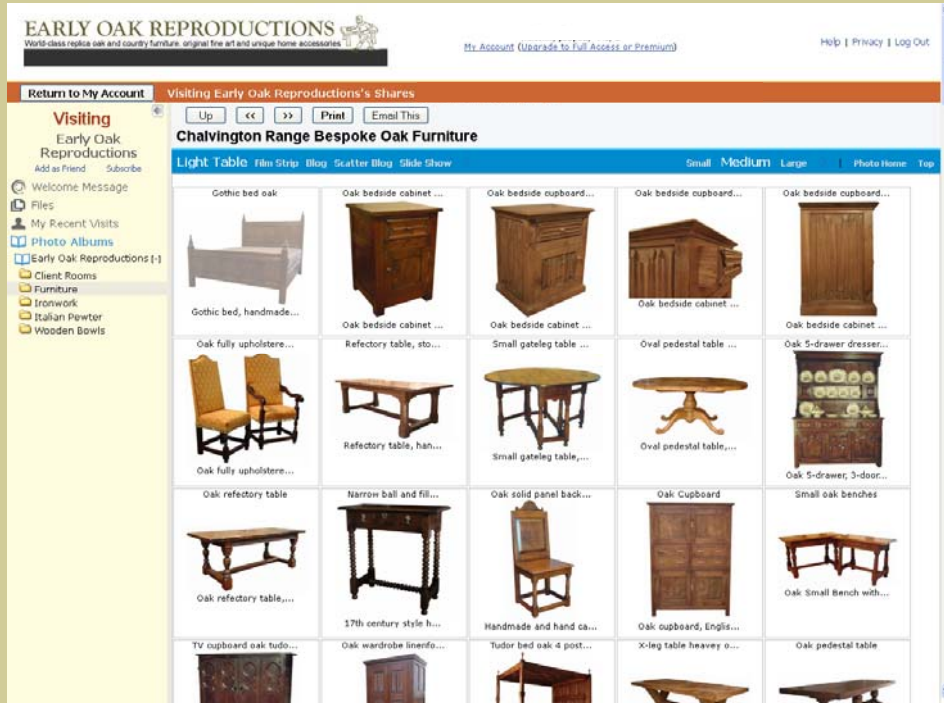 EARLY OAK REPRODUCTIONS
World-class replica oak and country furniture, original fine art and unique home accessories
My Account (Upgrade to Full Access or Premium)
Help | Privacy | Log Out
Return to My Account
Visiting Early Oak Reproductions's Shares
Visiting
Early Oak
Reproductions
Add as Friend Subscribe
Welcome Message
Files
My Recent Visits
Photo Albums
Early Oak Reproductions [-]
Client Rooms
Furniture
Ironwork
Italian Pewter
Wooden Bowls
Up << >> Print Email This
Chalvington Range Bespoke Oak Furniture
Light Table Film Strip Blog Scatter Blog Slide Show
Small Medium Large | Photo Home Top
Gothic bed oak
Oak bedside cabinet ...
Oak bedside cupboard...
Oak bedside cupboard...
Oak bedside cupboard...
Gothic bed, handmade...
Oak bedside cabinet ...
Oak bedside cabinet ...
Oak bedside cabinet ...
Oak bedside cabinet ...
Oak fully upholstere...
Refectory table, sto...
Small gateleg table ...
Oval pedestal table ...
Oak 5-drawer dresser...
Oak fully upholstere...
Refectory table, han...
Small gateleg table,...
Oval pedestal table,...
Oak 5-drawer, 3-door...
Oak refectory table
Narrow ball and fill...
Oak solid panel back...
Oak Cupboard
Small oak benches
Oak refectory table,...
17th century style h...
Handmade and hand ca...
Oak cupboard, Englis...
Oak Small Bench with...
TV cupboard oak tudo...
Oak wardrobe linenfo...
Tudor bed oak 4 post...
X-leg table heavey o...
Oak pedestal table